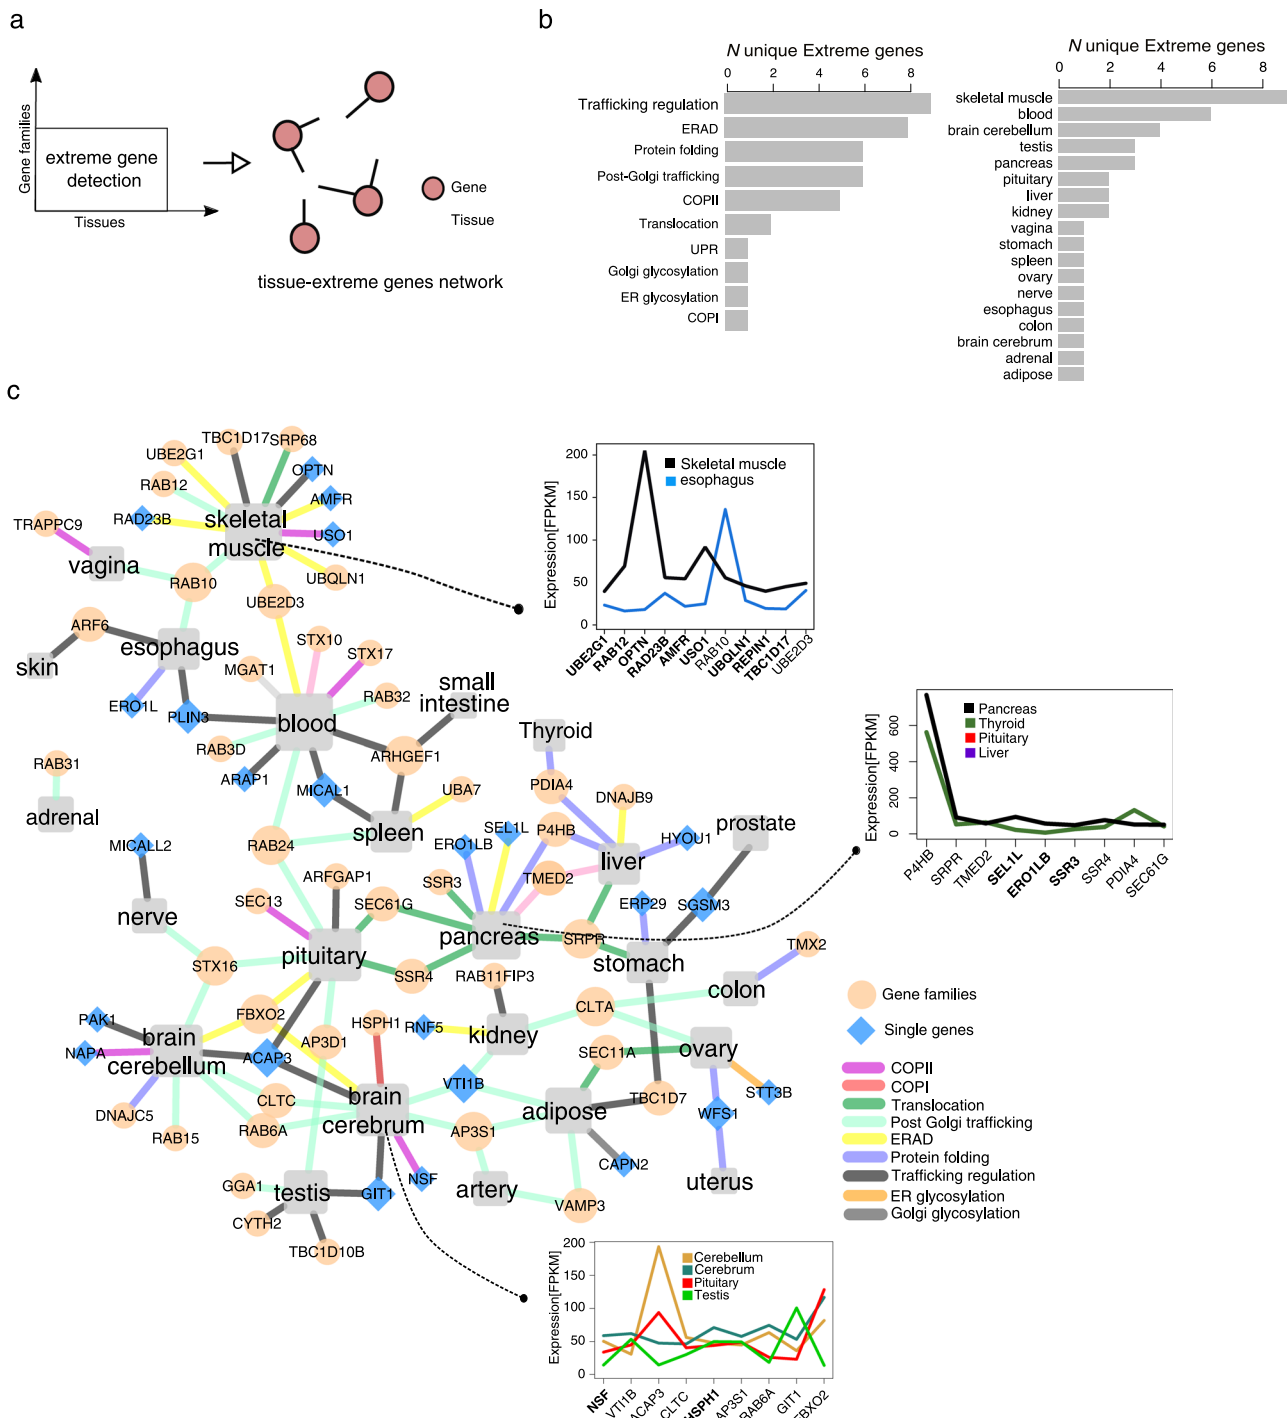 a
Gene families
extreme gene
detection
Tissues
Gene
Tissue
tissue-extreme genes network
b
N unique Extreme genes
0 2 4 6 8
Trafficking regulation
ERAD
Protein folding
Post-Golgi trafficking
COPII
Translocation
UPR
Golgi glycosylation
ER glycosylation
COPI
N unique Extreme genes
0 2 4 6 8
skeletal muscle
blood
brain cerebellum
testis
pancreas
pituitary
liver
kidney
vagina
stomach
spleen
ovary
nerve
esophagus
colon
brain cerebrum
adrenal
adipose
c
TBC1D17
SRP68
UBE2G1
OPTN
RAB12
AMFR
RAD23B
skeletal
muscle
USO1
TRAPPC9
vagina
RAB10
UBQLN1
UBE2D3
ARF6
esophagus
skin
STX10
STX17
MGAT1
ERO1L
PLIN3
RAB32
blood
small
intestine
RAB3D
ARHGEF1
ARAP1
MICAL1
RAB31
adrenal
Thyroid
PDIA4
UBA7
DNAJB9
spleen
SEL1L
P4HB
HYOU1
prostate
MICALL2
RAB24
ERO1LB
liver
ARFGAP1
SSR3
TMED2
SEC13
SEC61G
ERP29
SGSM3
nerve
pituitary
pancreas
SRPR
stomach
TMX2
STX16
SSR4
RAB11FIP3
colon
FBXO2
CLTA
PAK1
HSPH1
RNF5
kidney
NAPA
brain
cerebellum
ACAP3
AP3D1
SEC11A
ovary
VTI1B
DNAJC5
CLTC
brain
cerebrum
adipose
TBC1D7
STT3B
WFS1
RAB15
RAB6A
AP3S1
CAPN2
GGA1
testis
GIT1
NSF
artery
VAMP3
uterus
CYTH2
TBC1D10B
Expression[FPKM]
200
150
100
50
0
Skeletal muscle
esophagus
UBE2G1
RAB12
OPTN
RAD23B
AMFR
USO1
RAB10
UBQLN1
REPIN1
TBC1D17
UBE2D3
Expression[FPKM]
600
400
200
0
Pancreas
Thyroid
Pituitary
Liver
P4HB
SRPR
TMED2
SEL1L
ERO1LB
SSR3
SSR4
PDIA4
SEC61G
Gene families
Single genes
COPII
COPI
Translocation
Post Golgi trafficking
ERAD
Protein folding
Trafficking regulation
ER glycosylation
Golgi glycosylation
Expression[FPKM]
200
150
100
50
0
Cerebellum
Cerebrum
Pituitary
Testis
NSF
VTI1B
ACAP3
CLTC
HSPH1
AP3S1
RAB6A
GIT1
FBXO2